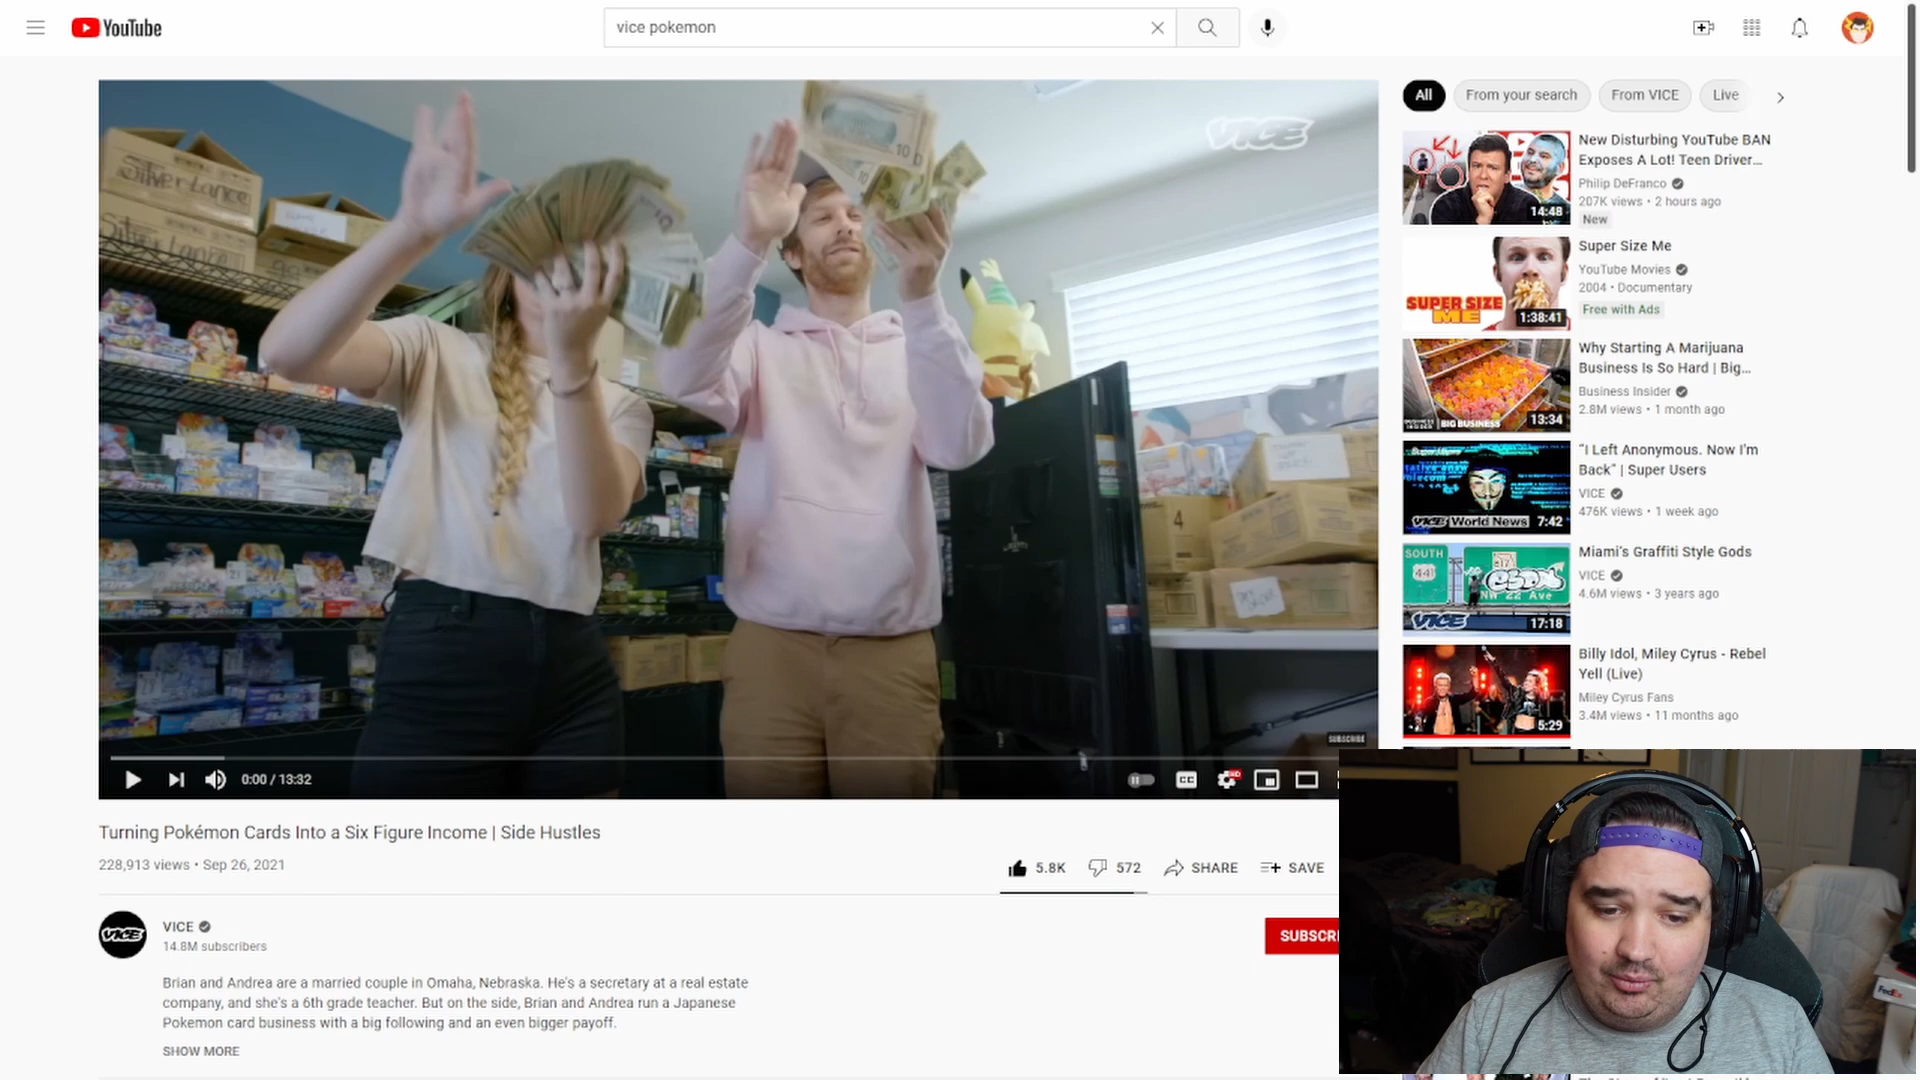 YouTube
vice pokemon
VICE
Silver Lance
Silver Lance
0:00 / 13:32
SUBSCRIBE
CC
HD
Turning Pokémon Cards Into a Six Figure Income | Side Hustles
228,913 views • Sep 26, 2021
5.8K
572
SHARE
SAVE
VICE
VICE
14.8M subscribers
SUBSCRI
Brian and Andrea are a married couple in Omaha, Nebraska. He's a secretary at a real estate
company, and she's a 6th grade teacher. But on the side, Brian and Andrea run a Japanese
Pokemon card business with a big following and an even bigger payoff.
SHOW MORE
All
From your search
From VICE
Live
14:48
New Disturbing YouTube BAN
Exposes A Lot! Teen Driver...
Philip DeFranco
207K views • 2 hours ago
New
SUPER SIZE
ME
1:38:41
Super Size Me
YouTube Movies
2004 • Documentary
Free with Ads
BIG BUSINESS
13:34
Why Starting A Marijuana
Business Is So Hard | Big...
Business Insider
2.8M views • 1 month ago
VICE World News
7:42
"I Left Anonymous. Now I'm
Back" | Super Users
VICE
476K views • 1 week ago
SOUTH
441
NW 22 Ave
VICE
17:18
Miami's Graffiti Style Gods
VICE
4.6M views • 3 years ago
5:29
Billy Idol, Miley Cyrus - Rebel
Yell (Live)
Miley Cyrus Fans
3.4M views • 11 months ago
FedEx